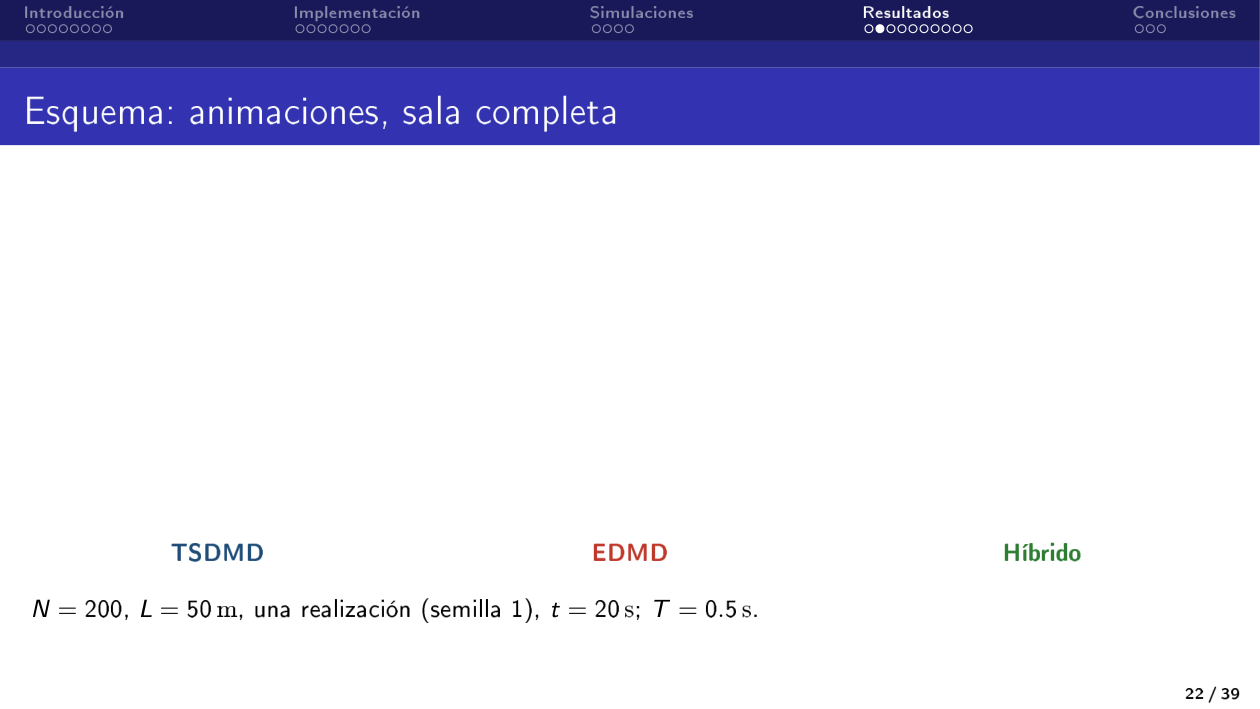 Introducción Implementación Simulaciones Resultados Conclusiones
Esquema: animaciones, sala completa
TSDMD EDMD Híbrido
N = 200, L = 50 m, una realización (semilla 1), t = 20 s; T = 0.5 s.
22 / 39